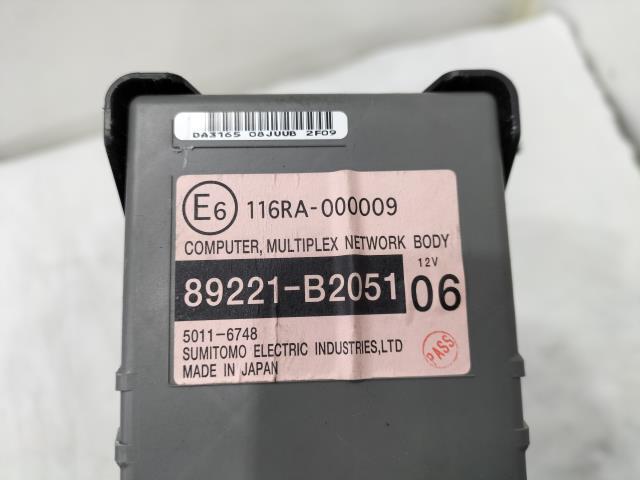 DA3165 08JUUB 2F09
E6 116RA-000009
COMPUTER, MULTIPLEX NETWORK BODY
12V
89221-B2051 06
5011-6748
SUMITOMO ELECTRIC INDUSTRIES,LTD
PASS
MADE IN JAPAN